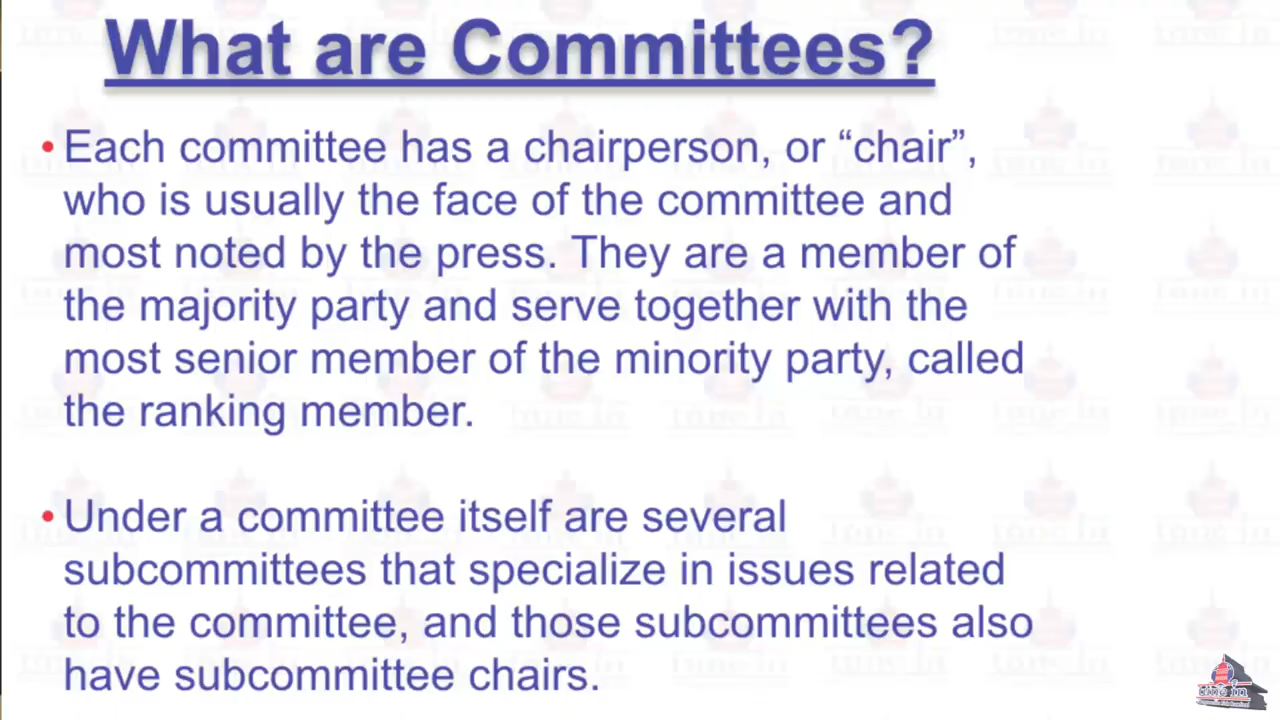 What are Committees?
•Each committee has a chairperson, or “chair”,
who is usually the face of the committee and
most noted by the press. They are a member of
the majority party and serve together with the
most senior member of the minority party, called
the ranking member.
•Under a committee itself are several
subcommittees that specialize in issues related
to the committee, and those subcommittees also
have subcommittee chairs.
tune in